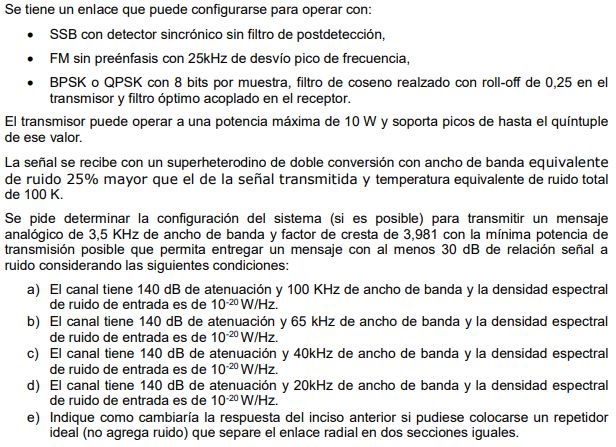 Se tiene un enlace que puede configurarse para operar con:
• SSB con detector sincrónico sin filtro de postdetección,
• FM sin preénfasis con 25kHz de desvío pico de frecuencia,
• BPSK o QPSK con 8 bits por muestra, filtro de coseno realzado con roll-off de 0,25 en el
transmisor y filtro óptimo acoplado en el receptor.
El transmisor puede operar a una potencia máxima de 10 W y soporta picos de hasta el quíntuple
de ese valor.
La señal se recibe con un superheterodino de doble conversión con ancho de banda equivalente
de ruido 25% mayor que el de la señal transmitida y temperatura equivalente de ruido total
de 100 K.
Se pide determinar la configuración del sistema (si es posible) para transmitir un mensaje
analógico de 3,5 KHz de ancho de banda y factor de cresta de 3,981 con la mínima potencia de
transmisión posible que permita entregar un mensaje con al menos 30 dB de relación señal a
ruido considerando las siguientes condiciones:
a) El canal tiene 140 dB de atenuación y 100 KHz de ancho de banda y la densidad espectral
de ruido de entrada es de 10⁻²⁰ W/Hz.
b) El canal tiene 140 dB de atenuación y 65 kHz de ancho de banda y la densidad espectral
de ruido de entrada es de 10⁻²⁰ W/Hz.
c) El canal tiene 140 dB de atenuación y 40kHz de ancho de banda y la densidad espectral
de ruido de entrada es de 10⁻²⁰ W/Hz.
d) El canal tiene 140 dB de atenuación y 20kHz de ancho de banda y la densidad espectral
de ruido de entrada es de 10⁻²⁰ W/Hz.
e) Indique como cambiaría la respuesta del inciso anterior si pudiese colocarse un repetidor
ideal (no agrega ruido) que separe el enlace radial en dos secciones iguales.